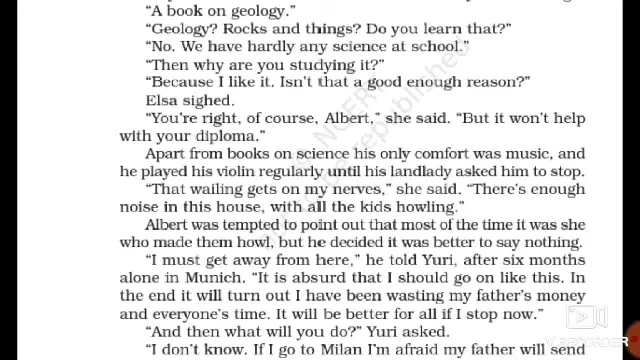 "A book on geology."
"Geology? Rocks and things? Do you learn that?"
"No. We have hardly any science at school."
"Then why are you studying it?"
"Because I like it. Isn't that a good enough reason?"
Elsa sighed.
"You're right, of course, Albert," she said. "But it won't help
with your diploma."
Apart from books on science his only comfort was music, and
he played his violin regularly until his landlady asked him to stop.
"That wailing gets on my nerves," she said. "There's enough
noise in this house, with all the kids howling."
Albert was tempted to point out that most of the time it was she
who made them howl, but he decided it was better to say nothing.
"I must get away from here," he told Yuri, after six months
alone in Munich. "It is absurd that I should go on like this. In
the end it will turn out I have been wasting my father's money
and everyone's time. It will be better for all if I stop now."
"And then what will you do?" Yuri asked.
"I don't know. If I go to Milan I'm afraid my father will send
© NCERT
not to be republished
RECORDER